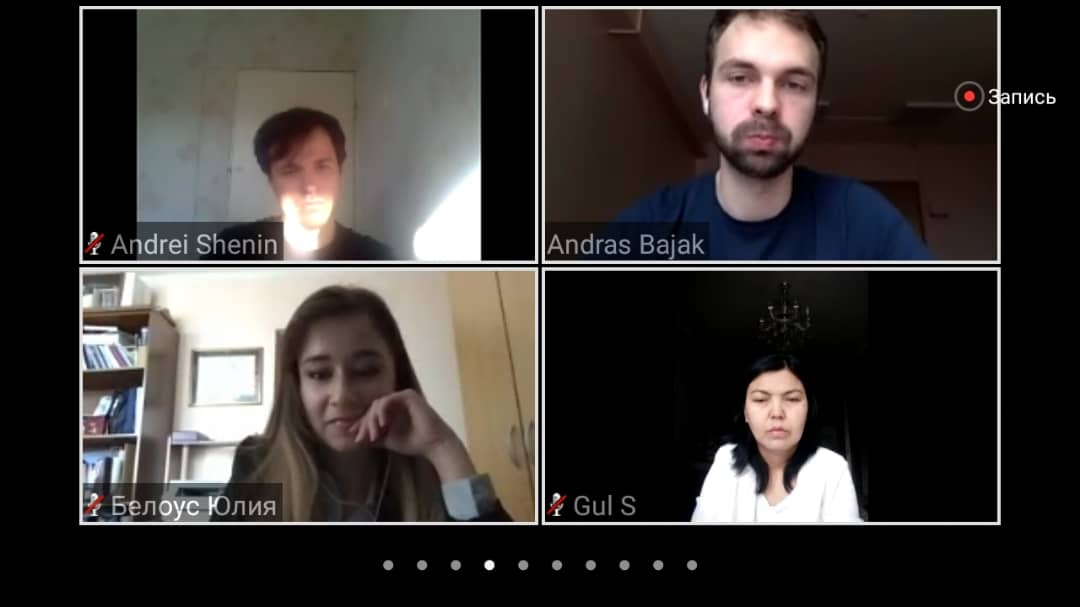 Запись
Andrei Shenin
Andras Bajak
Белоус Юлия
Gul S